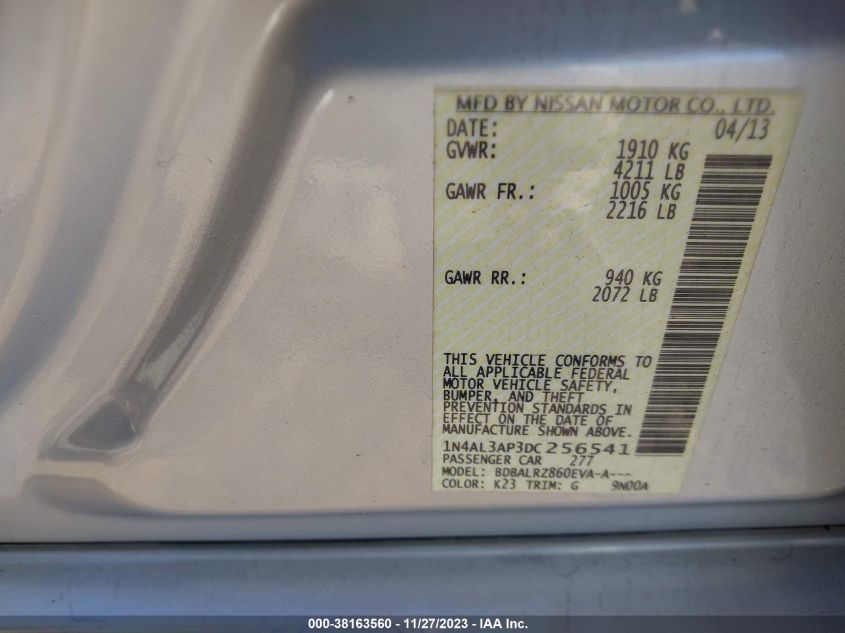 MFD BY NISSAN MOTOR CO., LTD.
DATE: 04/13
GVWR: 1910 KG
4211 LB
GAWR FR.: 1005 KG
2216 LB
GAWR RR.: 940 KG
2072 LB
THIS VEHICLE CONFORMS TO
ALL APPLICABLE FEDERAL
MOTOR VEHICLE SAFETY,
BUMPER, AND THEFT
PREVENTION STANDARDS IN
EFFECT ON THE DATE OF
MANUFACTURE SHOWN ABOVE.
1N4AL3AP3DC256541
PASSENGER CAR 277
MODEL: BDBALRZ860EVA-A---
COLOR: K23 TRIM: G 9N00A
000-38163560 - 11/27/2023 - IAA Inc.